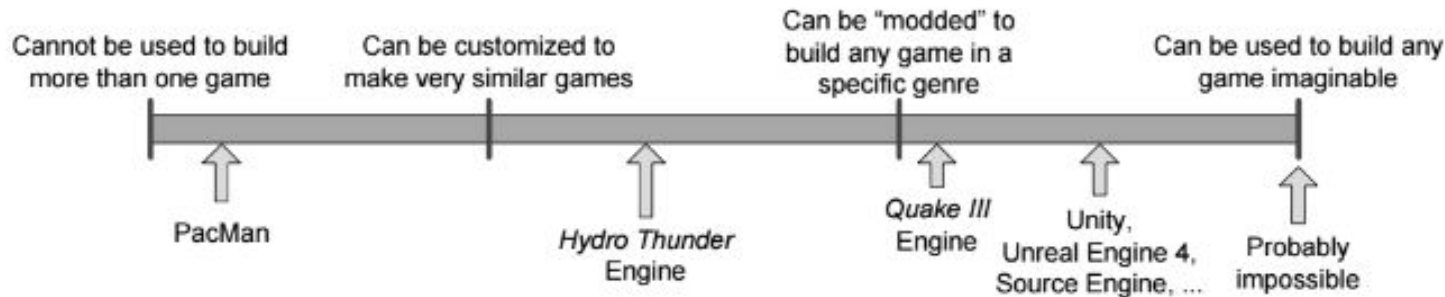 Cannot be used to build
more than one game
Can be customized to
make very similar games
Can be “modded” to
build any game in a
specific genre
Can be used to build any
game imaginable
PacMan
Hydro Thunder
Engine
Quake III
Engine
Unity,
Unreal Engine 4,
Source Engine, ...
Probably
impossible